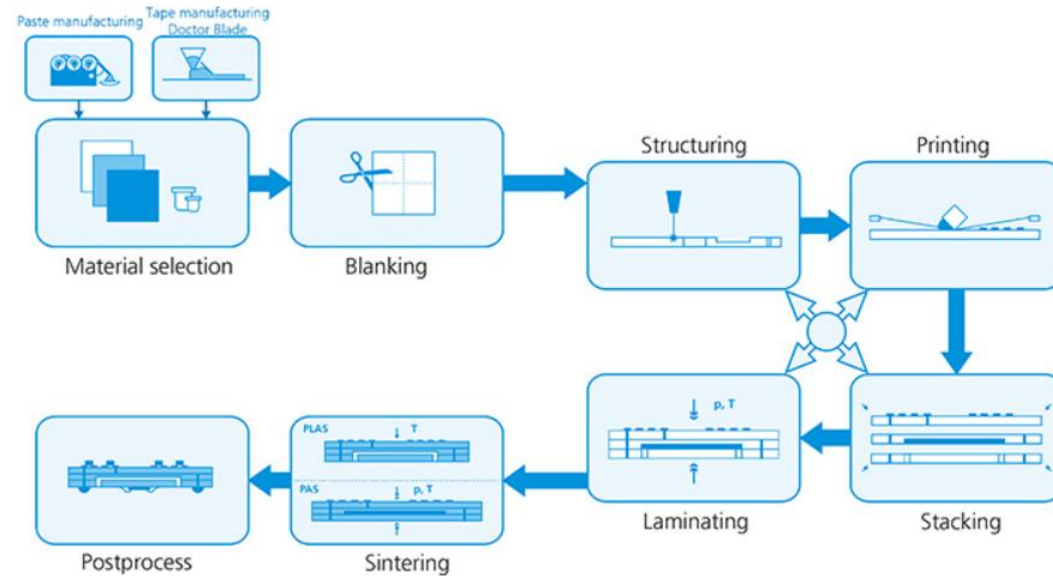 Paste manufacturing
Tape manufacturing
Doctor Blade
Material selection
Blanking
Structuring
Printing
Stacking
p, T
Laminating
PLAS
T
PAS
p, T
Sintering
Postprocess